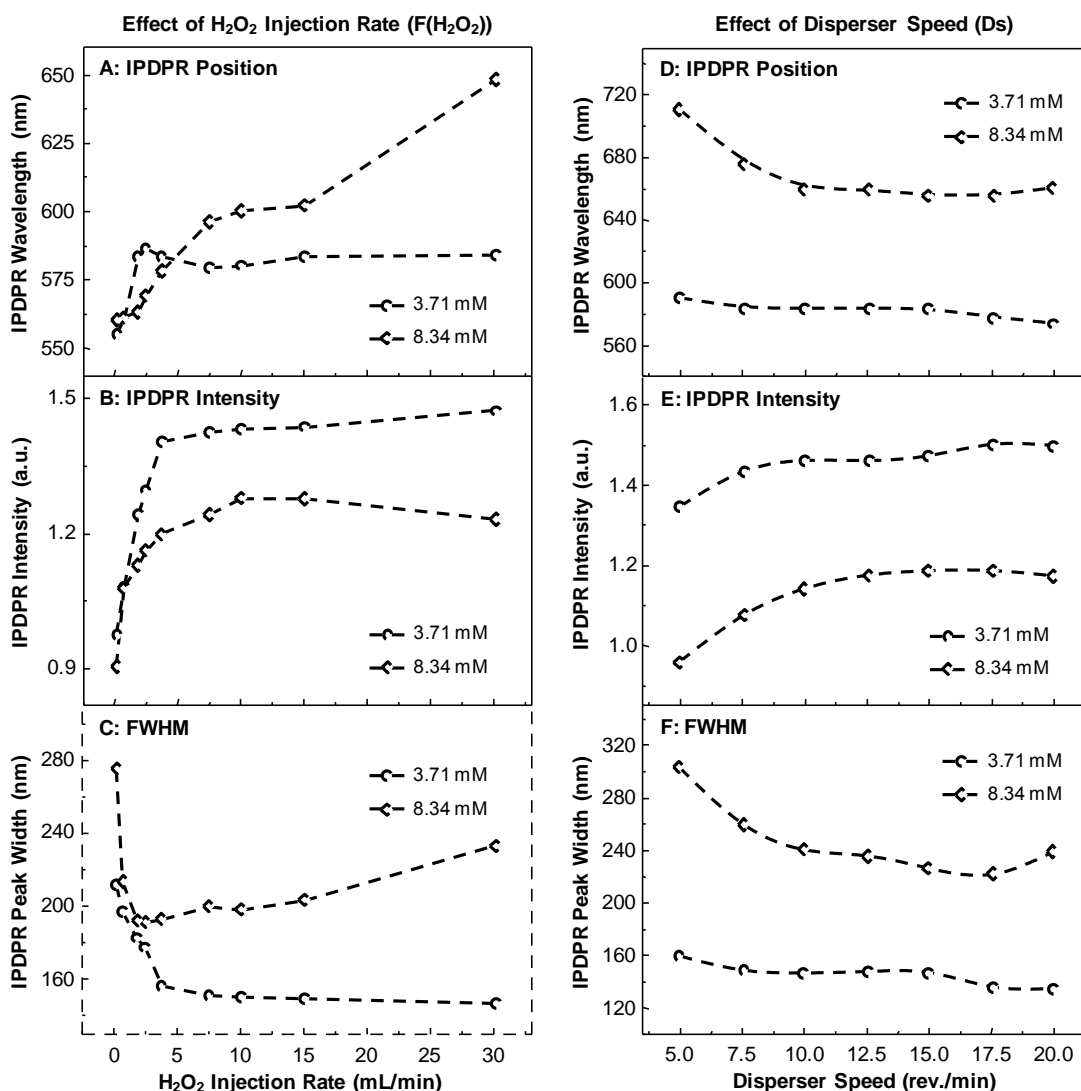 Effect of H₂O₂ Injection Rate (F(H₂O₂))
A: IPDPR Position
IPDPR Wavelength (nm)
650
625
600
575
550
3.71 mM
8.34 mM
B: IPDPR Intensity
IPDPR Intensity (a.u.)
1.5
1.2
0.9
3.71 mM
8.34 mM
C: FWHM
IPDPR Peak Width (nm)
280
240
200
160
3.71 mM
8.34 mM
0 5 10 15 20 25 30
H₂O₂ Injection Rate (mL/min)
Effect of Disperser Speed (Ds)
D: IPDPR Position
IPDPR Wavelength (nm)
720
680
640
600
560
3.71 mM
8.34 mM
E: IPDPR Intensity
IPDPR Intensity (a.u.)
1.6
1.4
1.2
1.0
3.71 mM
8.34 mM
F: FWHM
IPDPR Peak Width (nm)
320
280
240
200
160
120
3.71 mM
8.34 mM
5.0 7.5 10.0 12.5 15.0 17.5 20.0
Disperser Speed (rev./min)